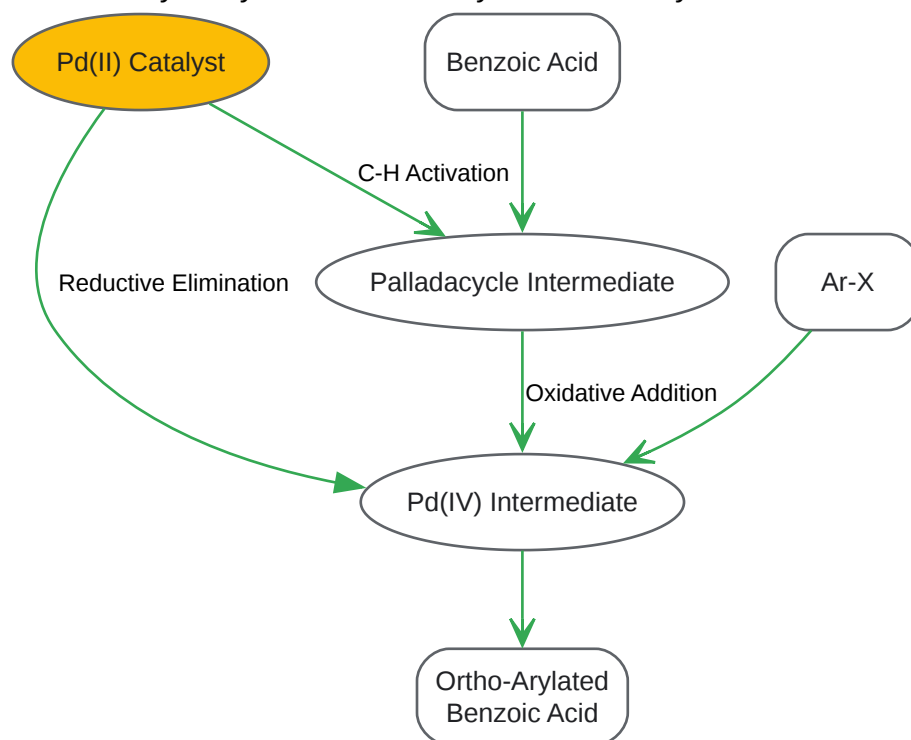 Pd(II) Catalyst
Benzoic Acid
C-H Activation
Reductive Elimination
Palladacycle Intermediate
Ar-X
Oxidative Addition
Pd(IV) Intermediate
Ortho-Arylated
Benzoic Acid